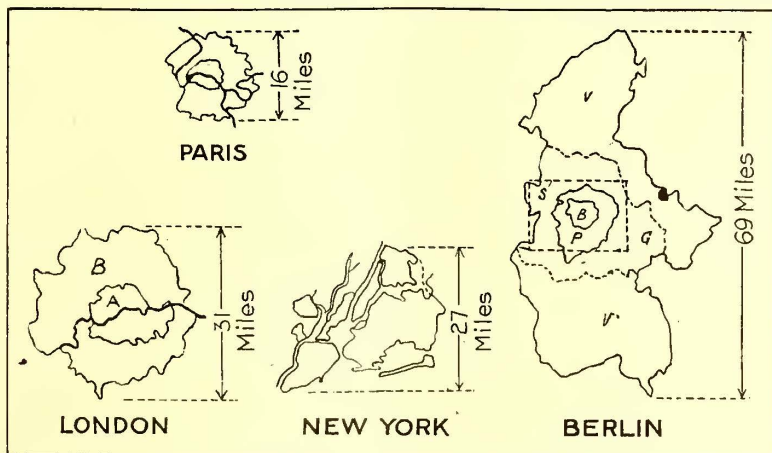 16
Miles
PARIS
B
A
31
Miles
LONDON
27
Miles
NEW YORK
V
S
B
P
G
V
69 Miles
BERLIN